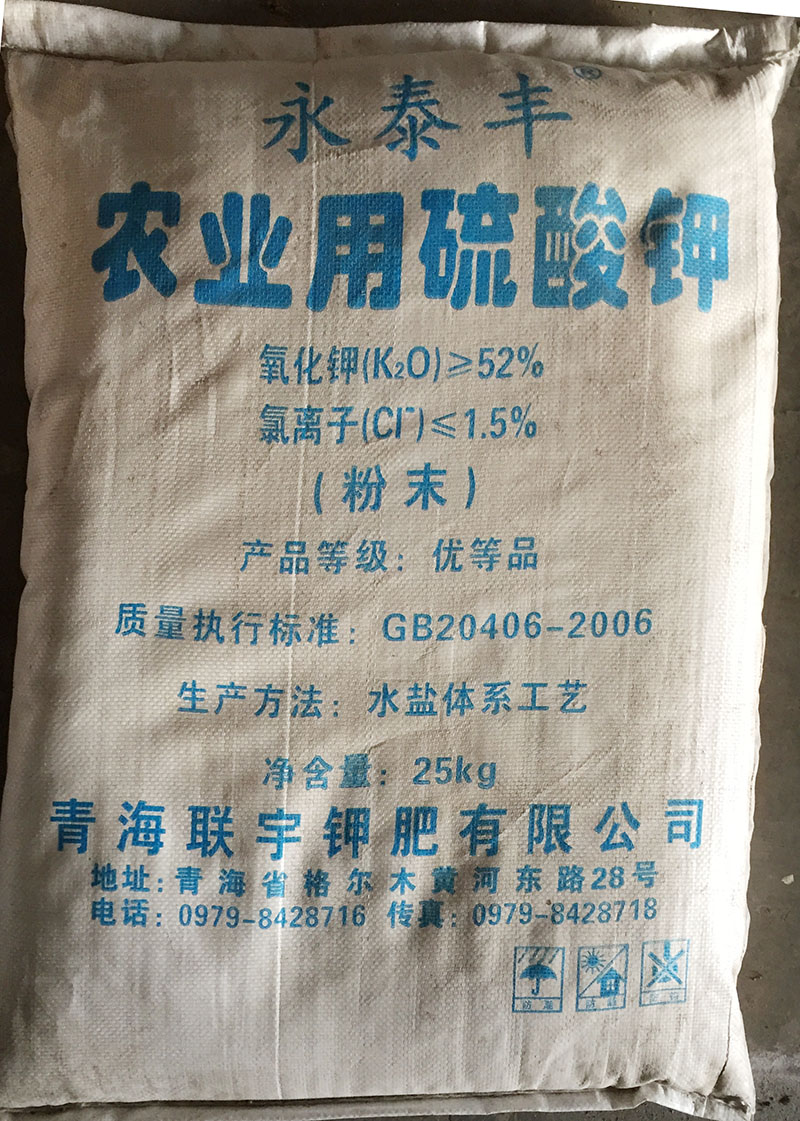 永泰丰®
农业用硫酸钾
氧化钾(K₂O)≥52%
氯离子(Cl⁻)≤1.5%
(粉末)
产品等级：优等品
质量执行标准：GB20406-2006
生产方法：水盐体系工艺
净含量：25kg
青海联宇钾肥有限公司
地址：青海省格尔木黄河东路28号
电话：0979-8428716 传真：0979-8428718